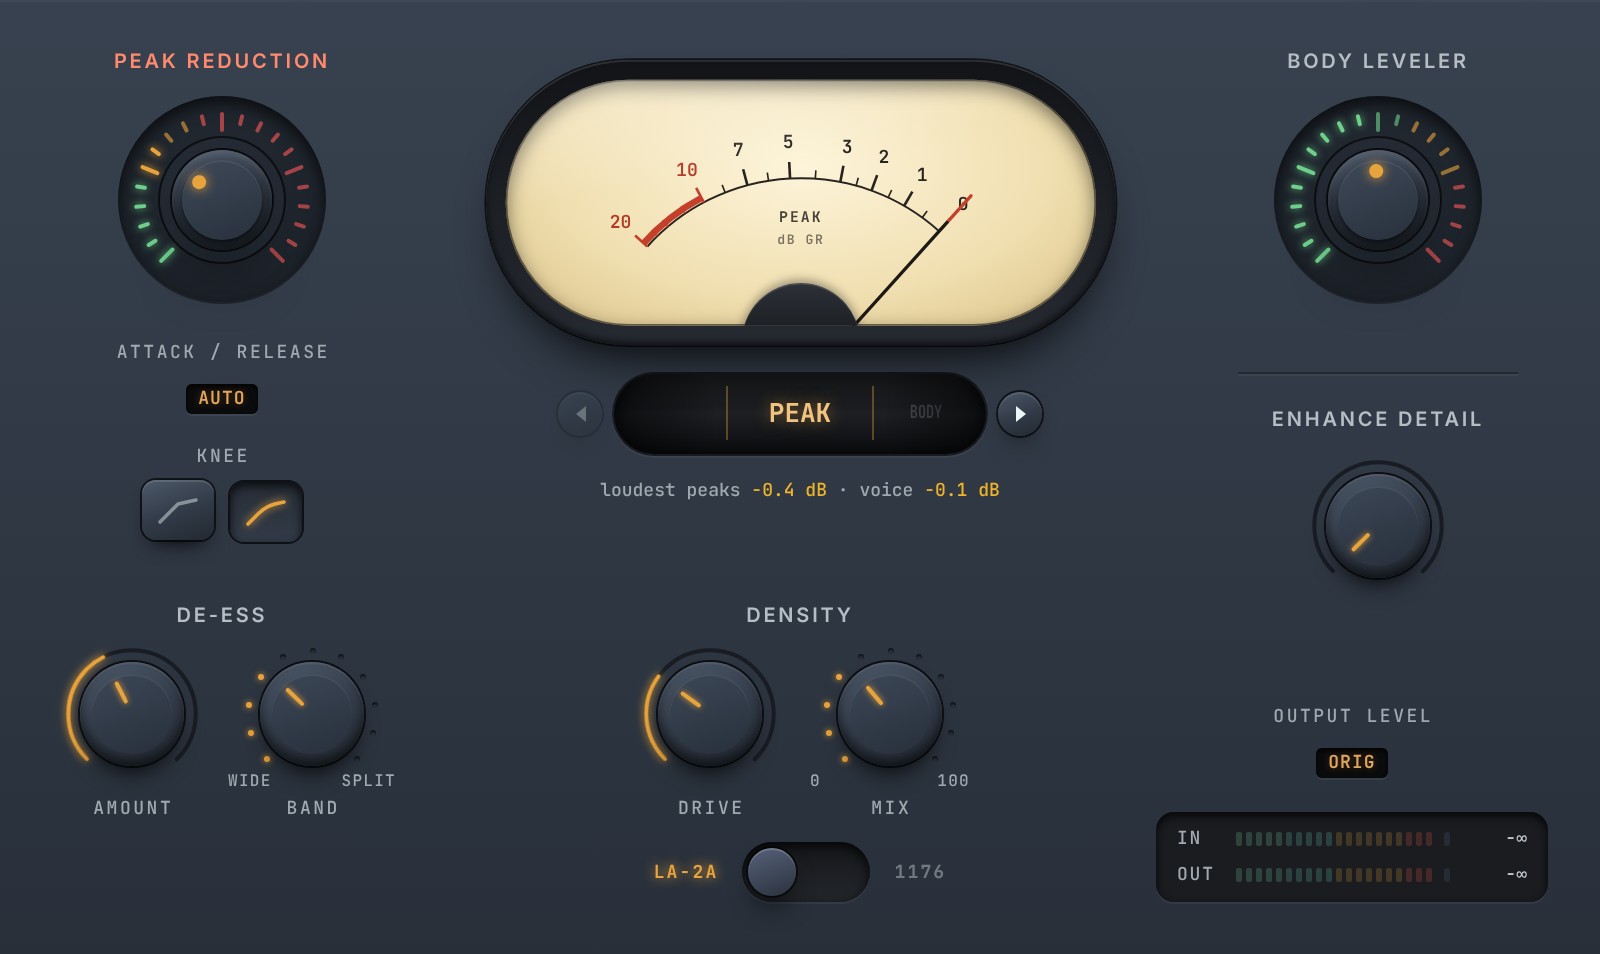 PEAK REDUCTION
BODY LEVELER
20 10 7 5 3 2 1 0
PEAK
dB GR
ATTACK / RELEASE
AUTO
KNEE
PEAK BODY
loudest peaks -0.4 dB · voice -0.1 dB
ENHANCE DETAIL
DE-ESS
WIDE SPLIT
AMOUNT BAND
DENSITY
0 100
DRIVE MIX
LA-2A 1176
OUTPUT LEVEL
ORIG
IN -∞
OUT -∞